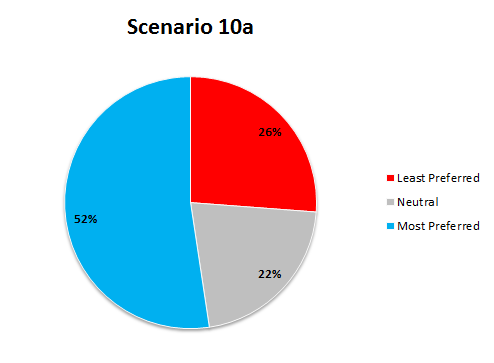 Scenario 10a
26%
52%
22%
Least Preferred
Neutral
Most Preferred